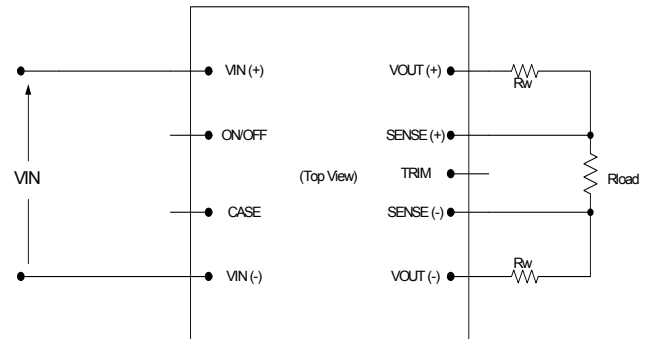 VIN (+)
VOUT (+)
Rw
ON/OFF
SENSE (+)
VIN
(Top View)
TRIM
Rload
CASE
SENSE (-)
VIN (-)
VOUT (-)
Rw